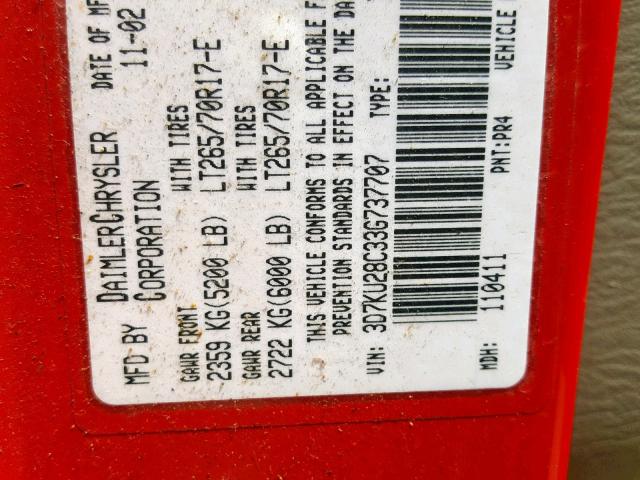 MFD BY DAIMLERCHRYSLER CORPORATION
DATE OF MF
11-02
GAWR FRONT WITH TIRES
2359 KG(5200 LB) LT265/70R17-E
GAWR REAR WITH TIRES
2722 KG(6000 LB) LT265/70R17-E
THIS VEHICLE CONFORMS TO ALL APPLICABLE F
PREVENTION STANDARDS IN EFFECT ON THE DA
VIN: 3D7KU28C33G737707 TYPE:
MDH: 110411 PNT:PR4 VEHICLE